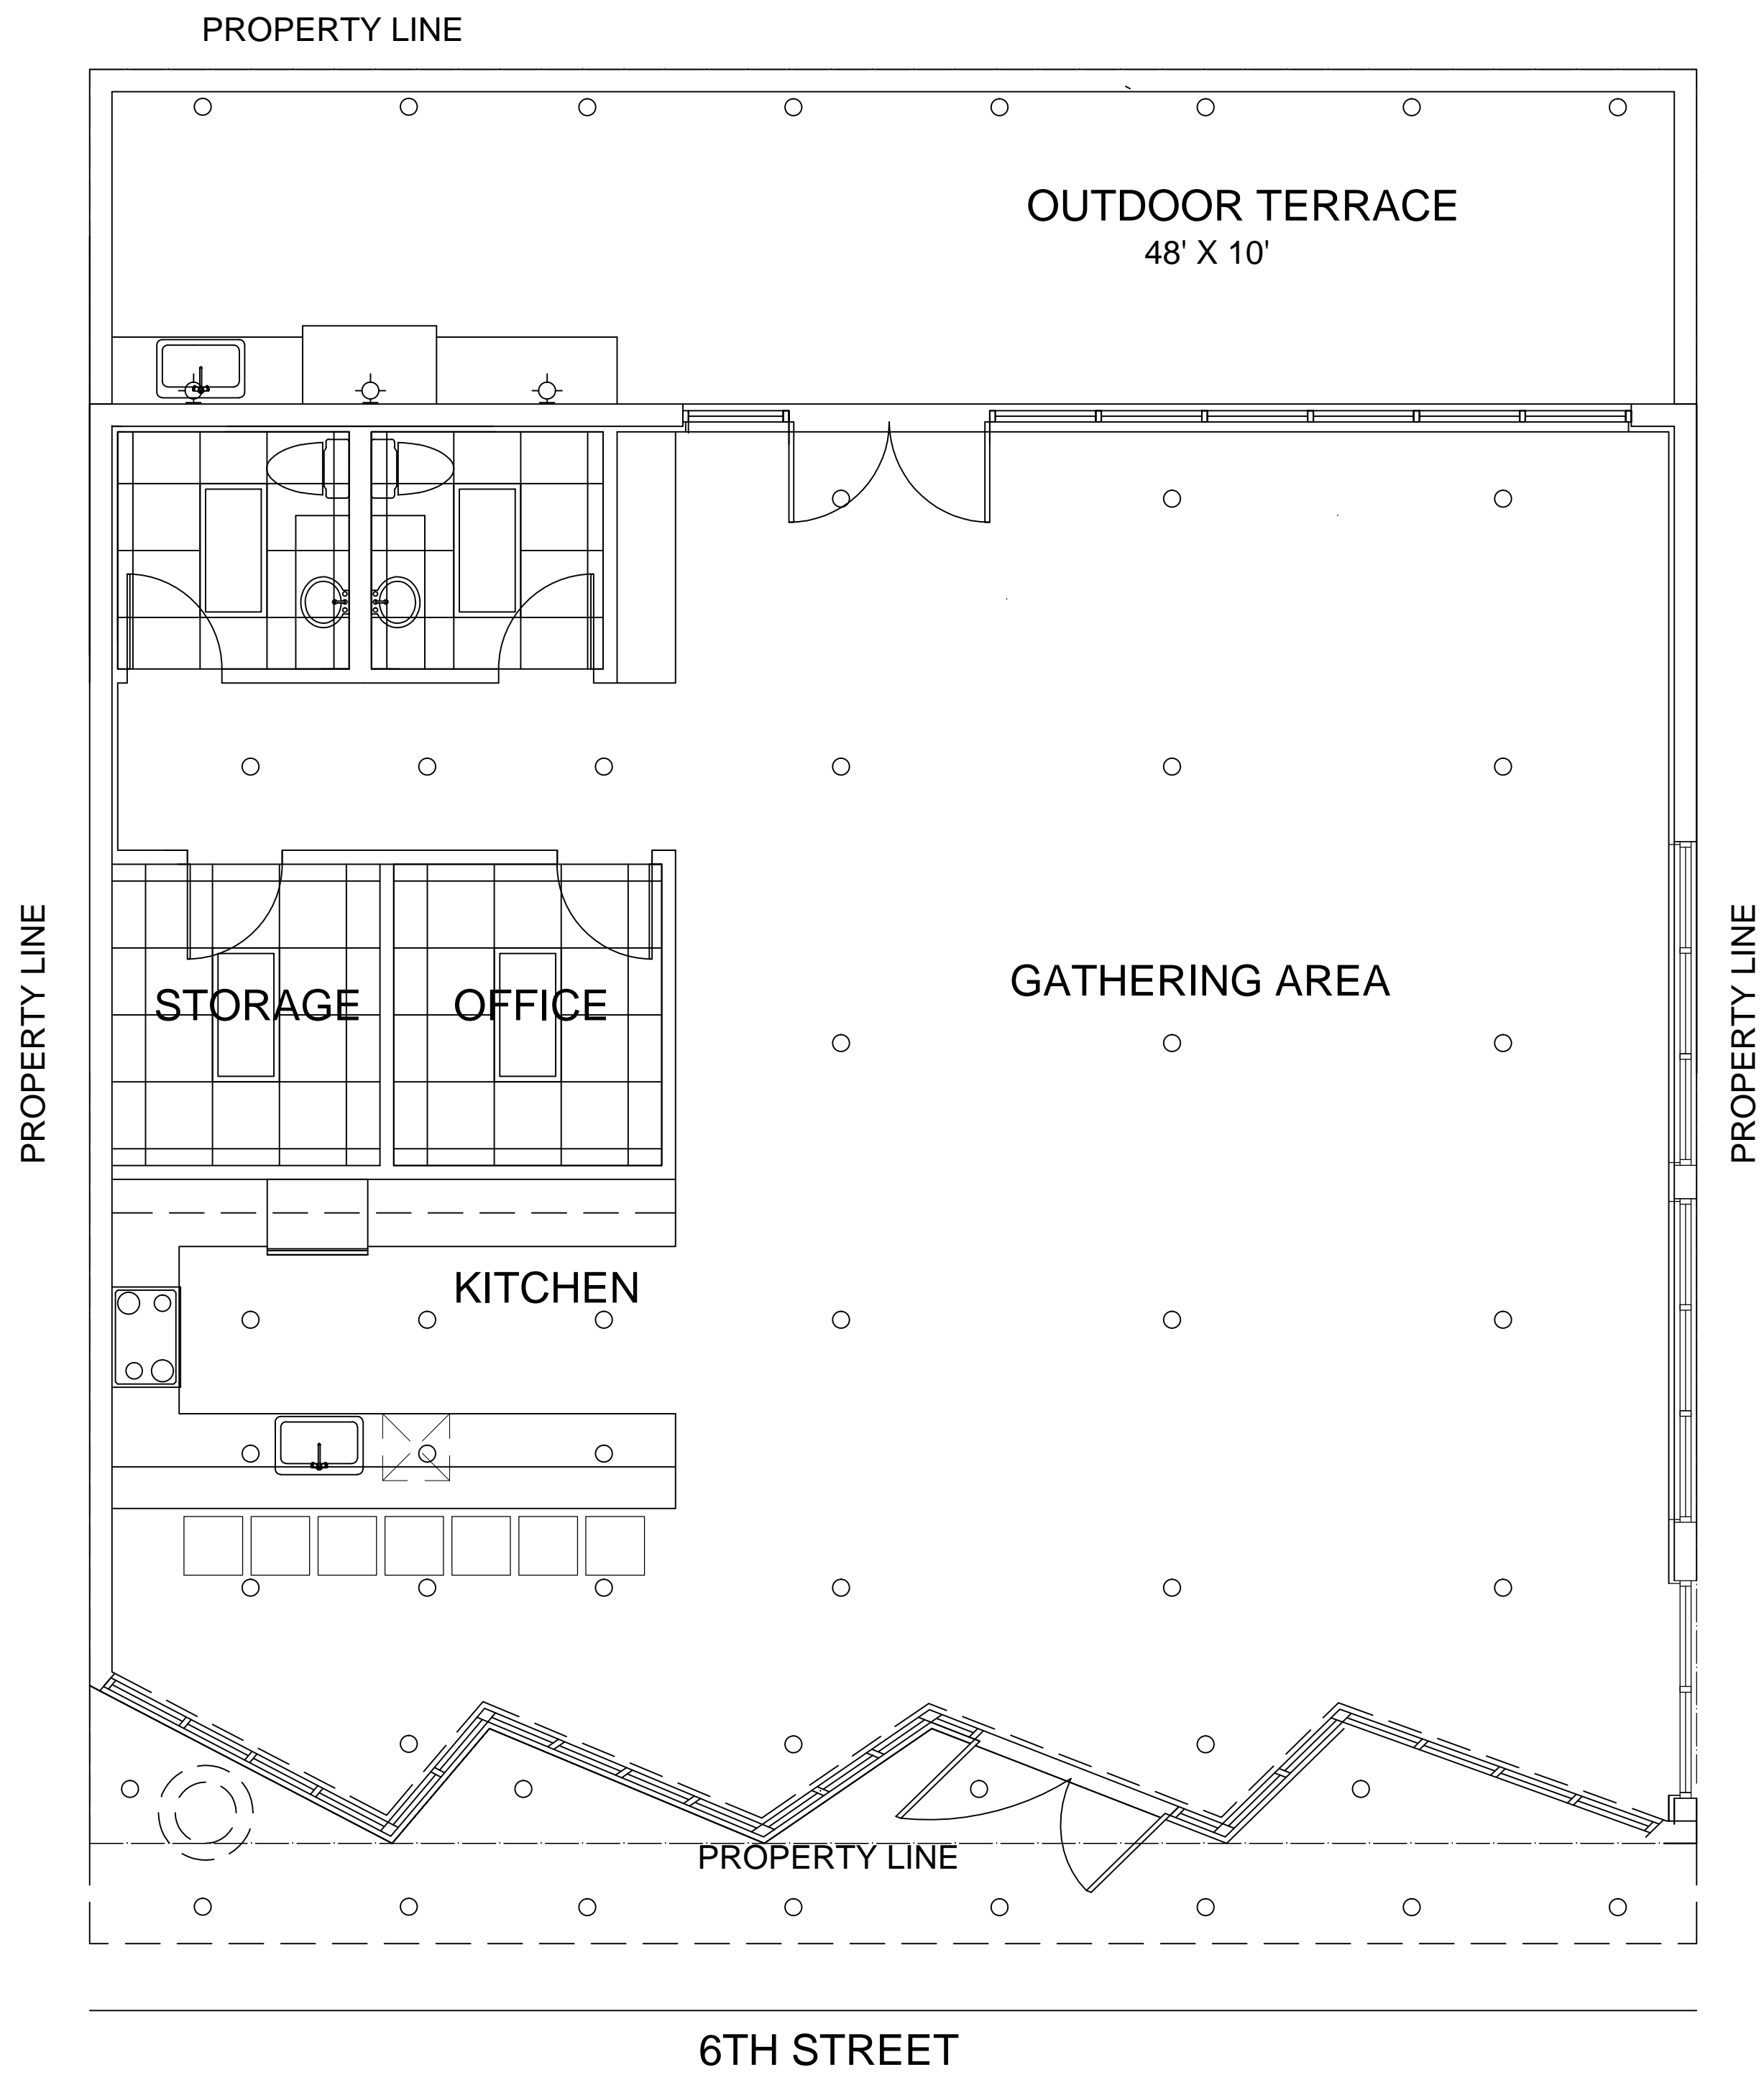 PROPERTY LINE
OUTDOOR TERRACE
48' X 10'
PROPERTY LINE
PROPERTY LINE
STORAGE
OFFICE
GATHERING AREA
KITCHEN
PROPERTY LINE
6TH STREET